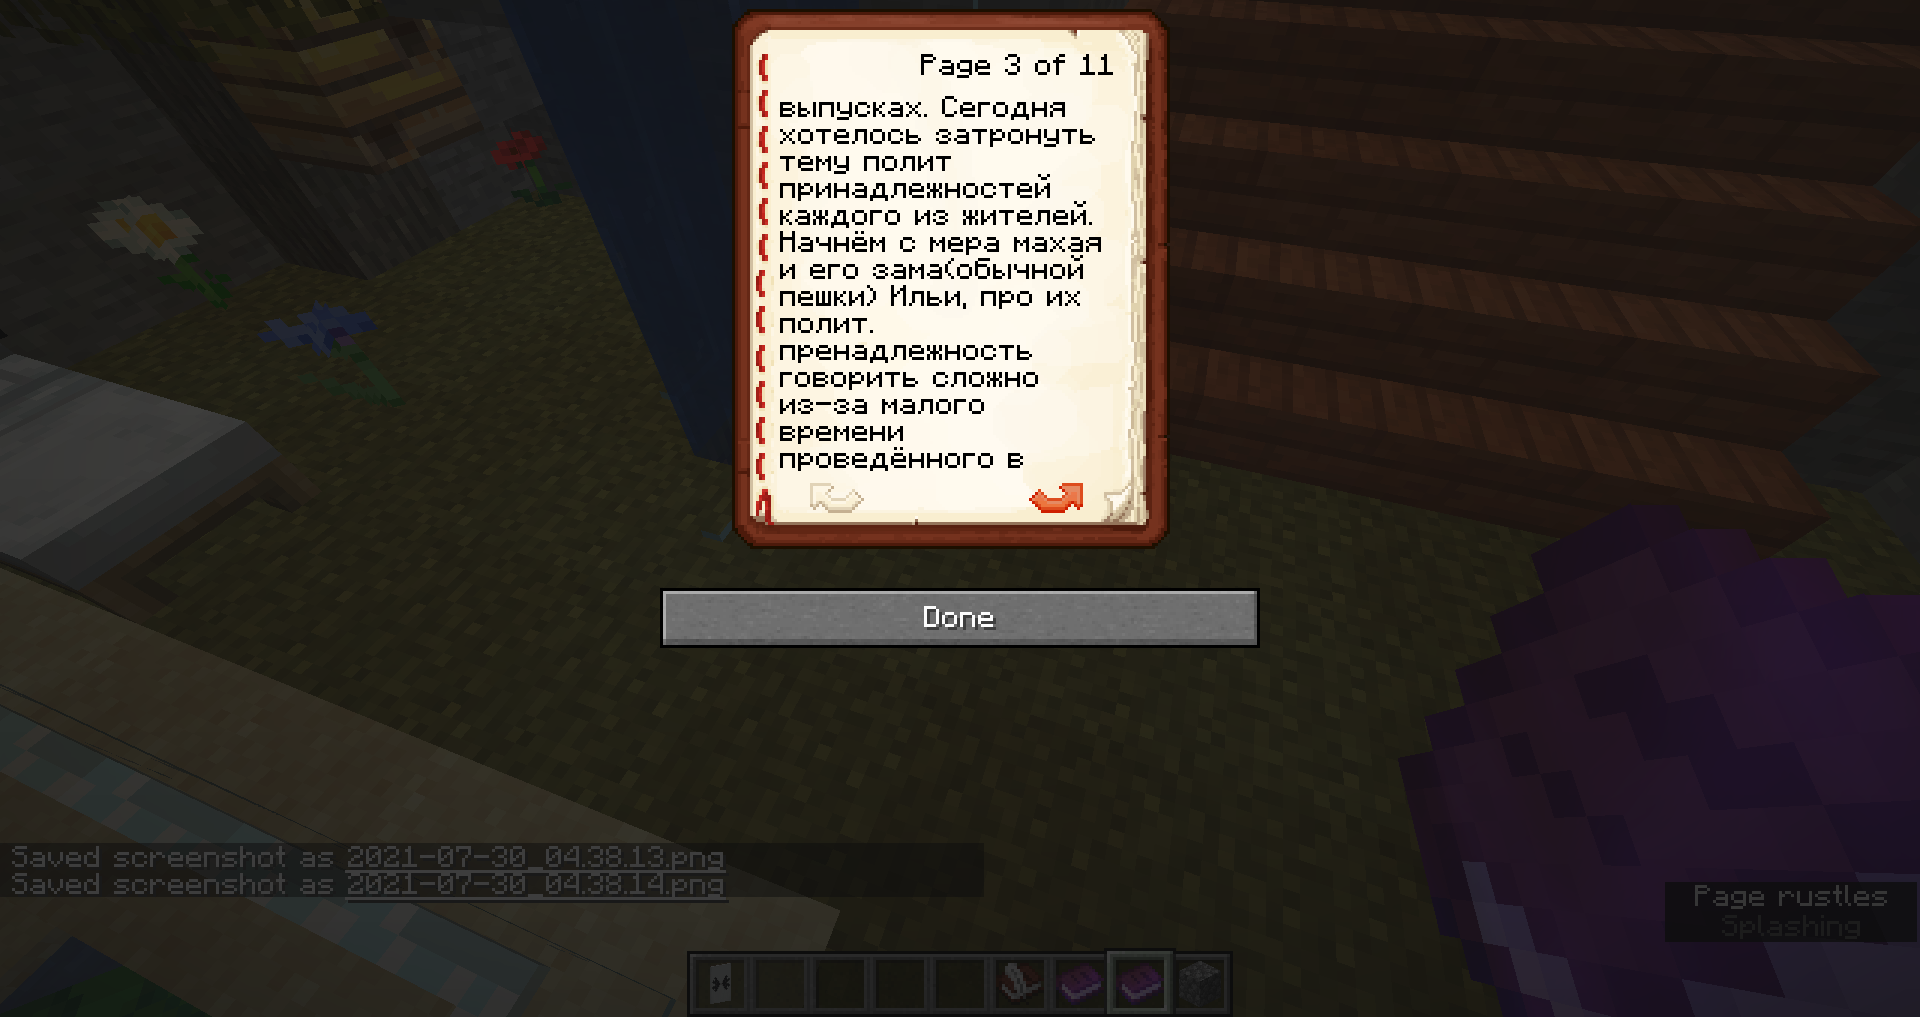 Page 3 of 11
выпусках. Сегодня
хотелось затронуть
тему полит
принадлежностей
каждого из жителей.
Начнём с мера махая
и его зама(обычной
пешки) Ильи, про их
полит.
пренадлежность
говорить сложно
из-за малого
времени
проведённого в
Done
Saved screenshot as 2021-07-30_04.38.13.png
Saved screenshot as 2021-07-30_04.38.14.png
Page rustles
Splashing